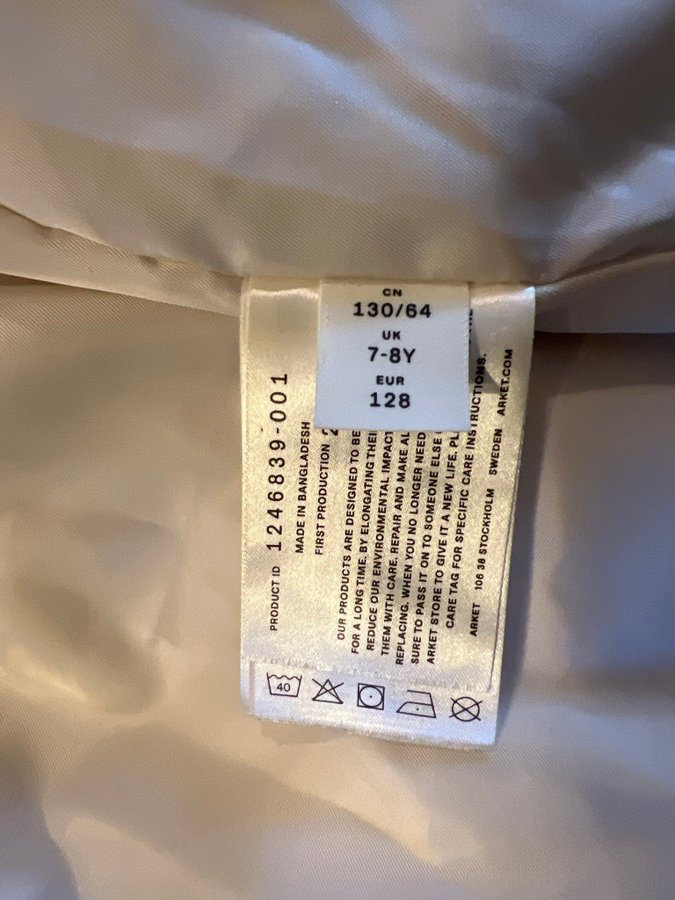 CN
130/64
UK
7-8Y
EUR
128
PRODUCT ID 1246839-001
MADE IN BANGLADESH
FIRST PRODUCTION
OUR PRODUCTS ARE DESIGNED TO BE
FOR A LONG TIME. BY ELONGATING THEI
REDUCE OUR ENVIRONMENTAL IMPACT
THEM WITH CARE. REPAIR AND MAKE AL
REPLACING. WHEN YOU NO LONGER NEED
SURE TO PASS IT ON TO SOMEONE ELSE
ARKET STORE TO GIVE IT A NEW LIFE. PL
CARE TAG FOR SPECIFIC CARE INSTRUCTIONS.
ARKET 106 38 STOCKHOLM SWEDEN ARKET.COM
40